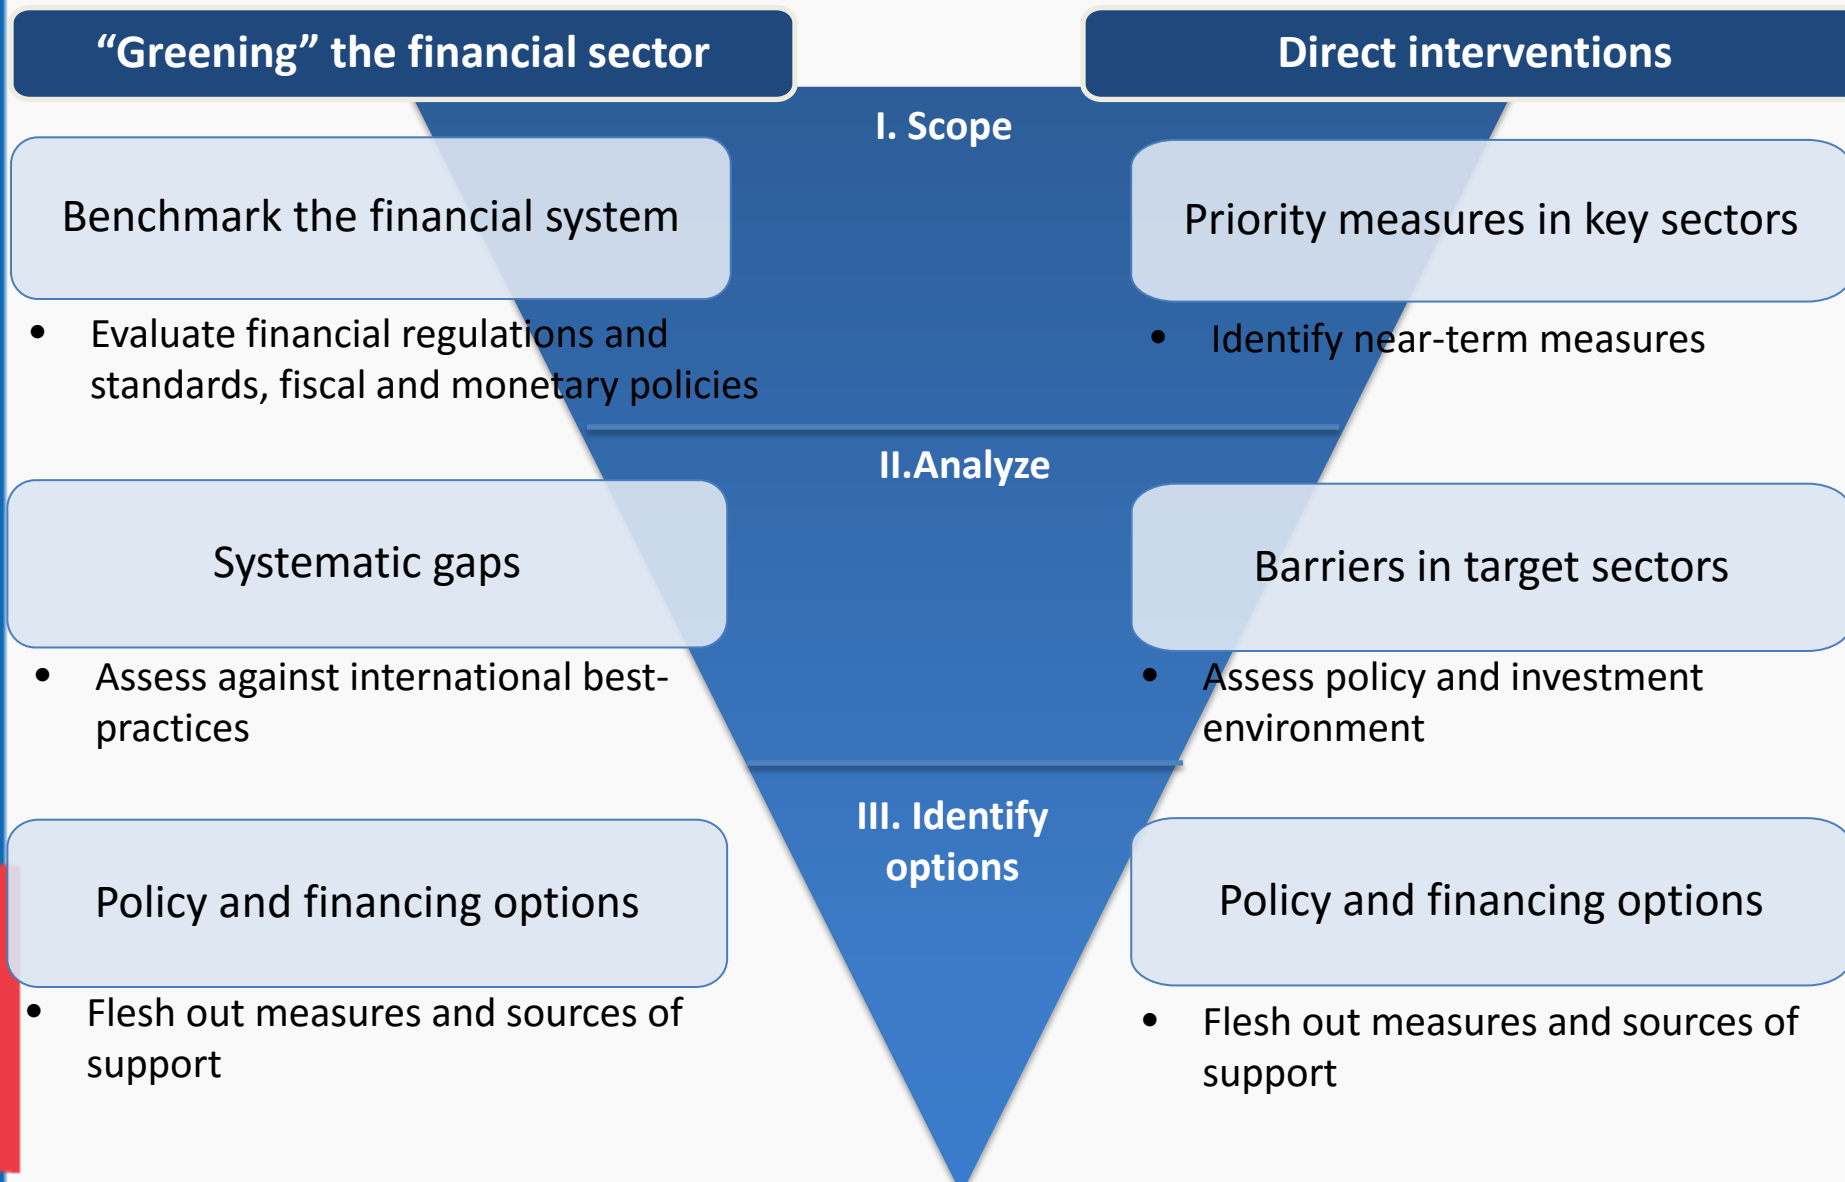 “Greening” the financial sector
Direct interventions
I. Scope
Benchmark the financial system
Priority measures in key sectors
• Evaluate financial regulations and
standards, fiscal and monetary policies
• Identify near-term measures
II.Analyze
Systematic gaps
Barriers in target sectors
• Assess against international best-
practices
• Assess policy and investment
environment
III. Identify
options
Policy and financing options
Policy and financing options
• Flesh out measures and sources of
support
• Flesh out measures and sources of
support